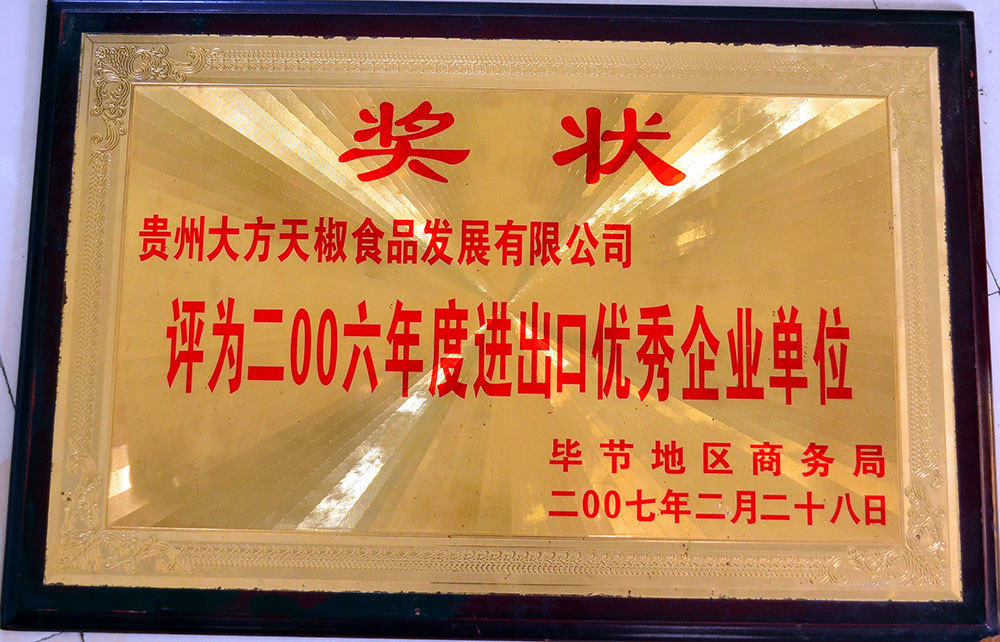 奖状
贵州大方天椒食品发展有限公司
评为二00六年度进出口优秀企业单位
毕节地区商务局
二00七年二月二十八日